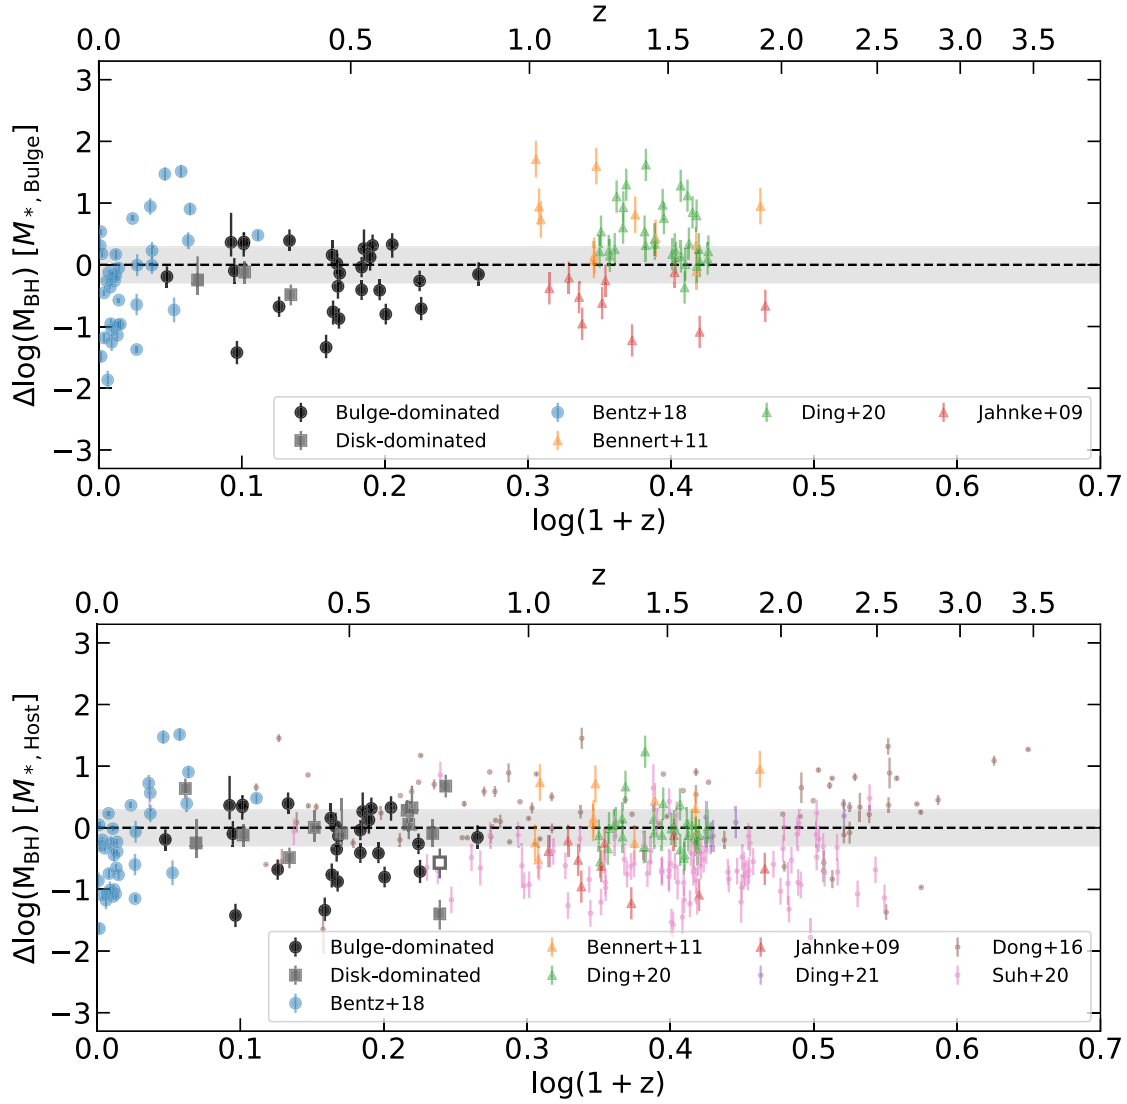 z
0.0 0.5 1.0 1.5 2.0 2.5 3.0 3.5
3
2
1
0
−1
−2
−3
Δlog(M_BH) [M_*, Bulge]
Bulge-dominated Bentz+18 Ding+20 Jahnke+09
Disk-dominated Bennert+11
0.0 0.1 0.2 0.3 0.4 0.5 0.6 0.7
log(1 + z)
z
0.0 0.5 1.0 1.5 2.0 2.5 3.0 3.5
3
2
1
0
−1
−2
−3
Δlog(M_BH) [M_*, Host]
Bulge-dominated Bennert+11 Jahnke+09 Dong+16
Disk-dominated Ding+20 Ding+21 Suh+20
Bentz+18
0.0 0.1 0.2 0.3 0.4 0.5 0.6 0.7
log(1 + z)